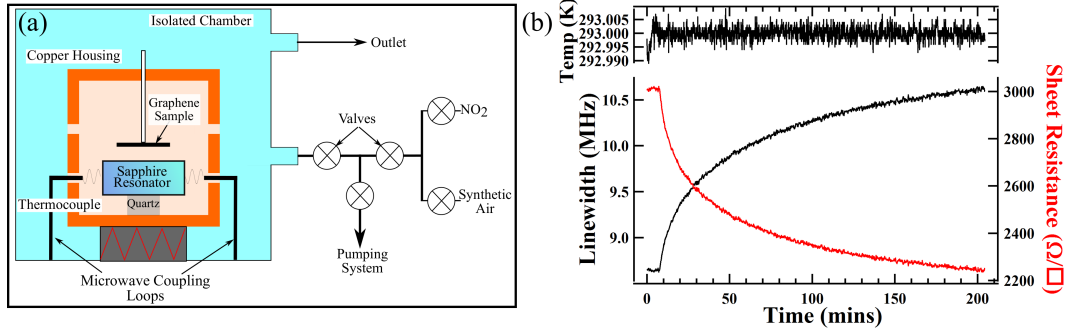 (a)
Isolated Chamber
Outlet
Copper Housing
Graphene
Sample
NO2
Valves
Sapphire
Resonator
Thermocouple
Quartz
Synthetic
Air
Pumping
System
Microwave Coupling
Loops
(b)
Temp (K)
293.005
293.000
292.995
292.990
Linewidth (MHz)
10.5
10.0
9.5
9.0
3000
2800
2600
2400
2200
Sheet Resistance (Ω/□)
0
50
100
150
200
Time (mins)